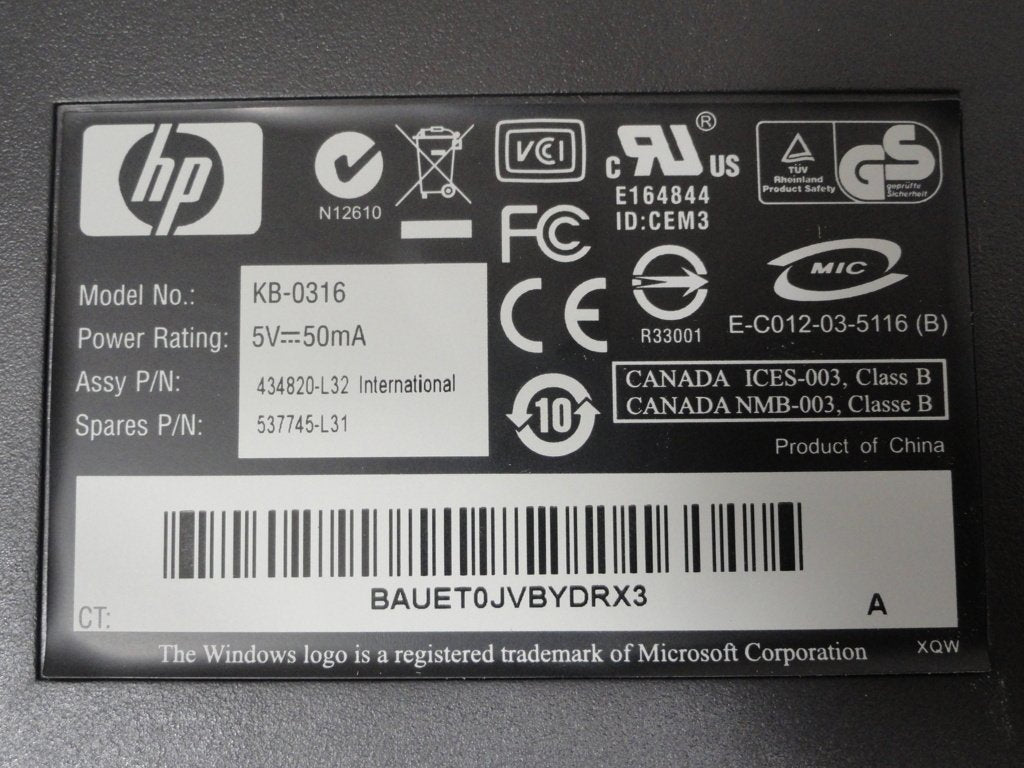 hp
N12610
VCI
c RU US ®
E164844
ID:CEM3
TÜV
Rheinland
Product Safety
GS
geprüfte
Sicherheit
FC
CE
R33001
MIC
E-C012-03-5116 (B)
Model No.: KB-0316
Power Rating: 5V⎓50mA
Assy P/N: 434820-L32 International
Spares P/N: 537745-L31
10
CANADA ICES-003, Class B
CANADA NMB-003, Classe B
Product of China
BAUET0JVBYDRX3
CT:
A
The Windows logo is a registered trademark of Microsoft Corporation
XQW